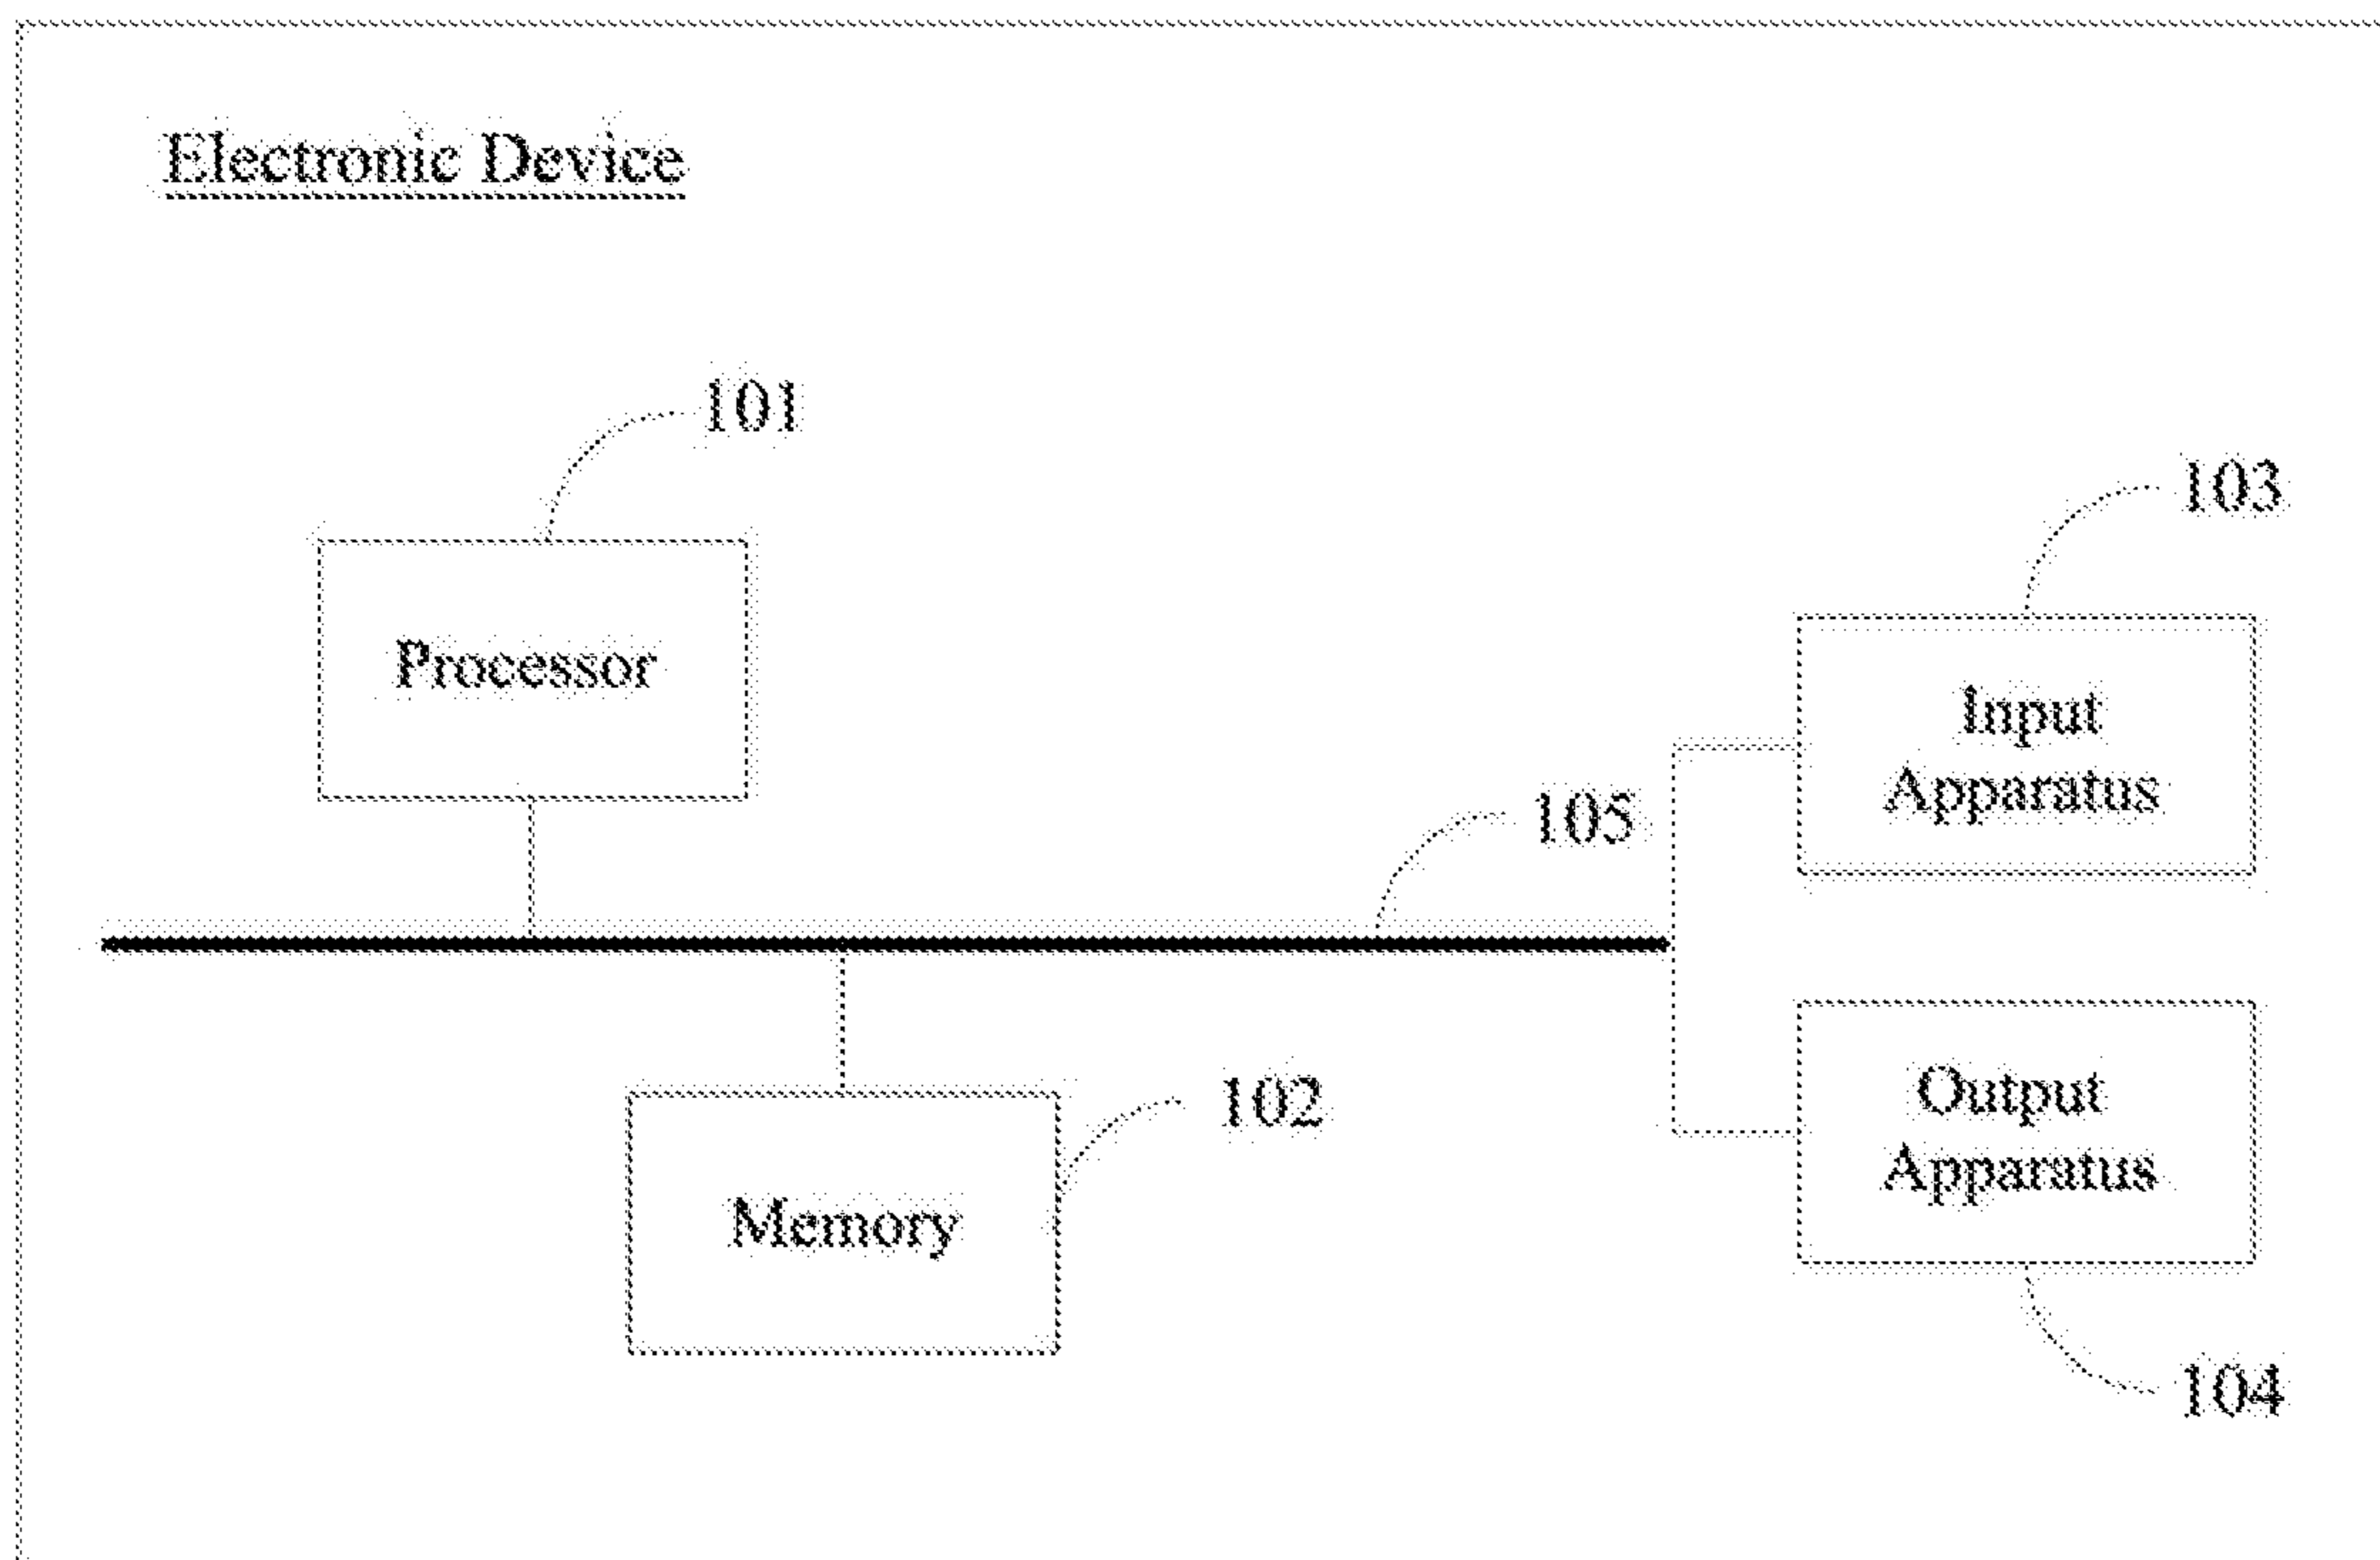 Electronic Device
101
103
Processor
Input
Apparatus
105
102
Output
Apparatus
Memory
104